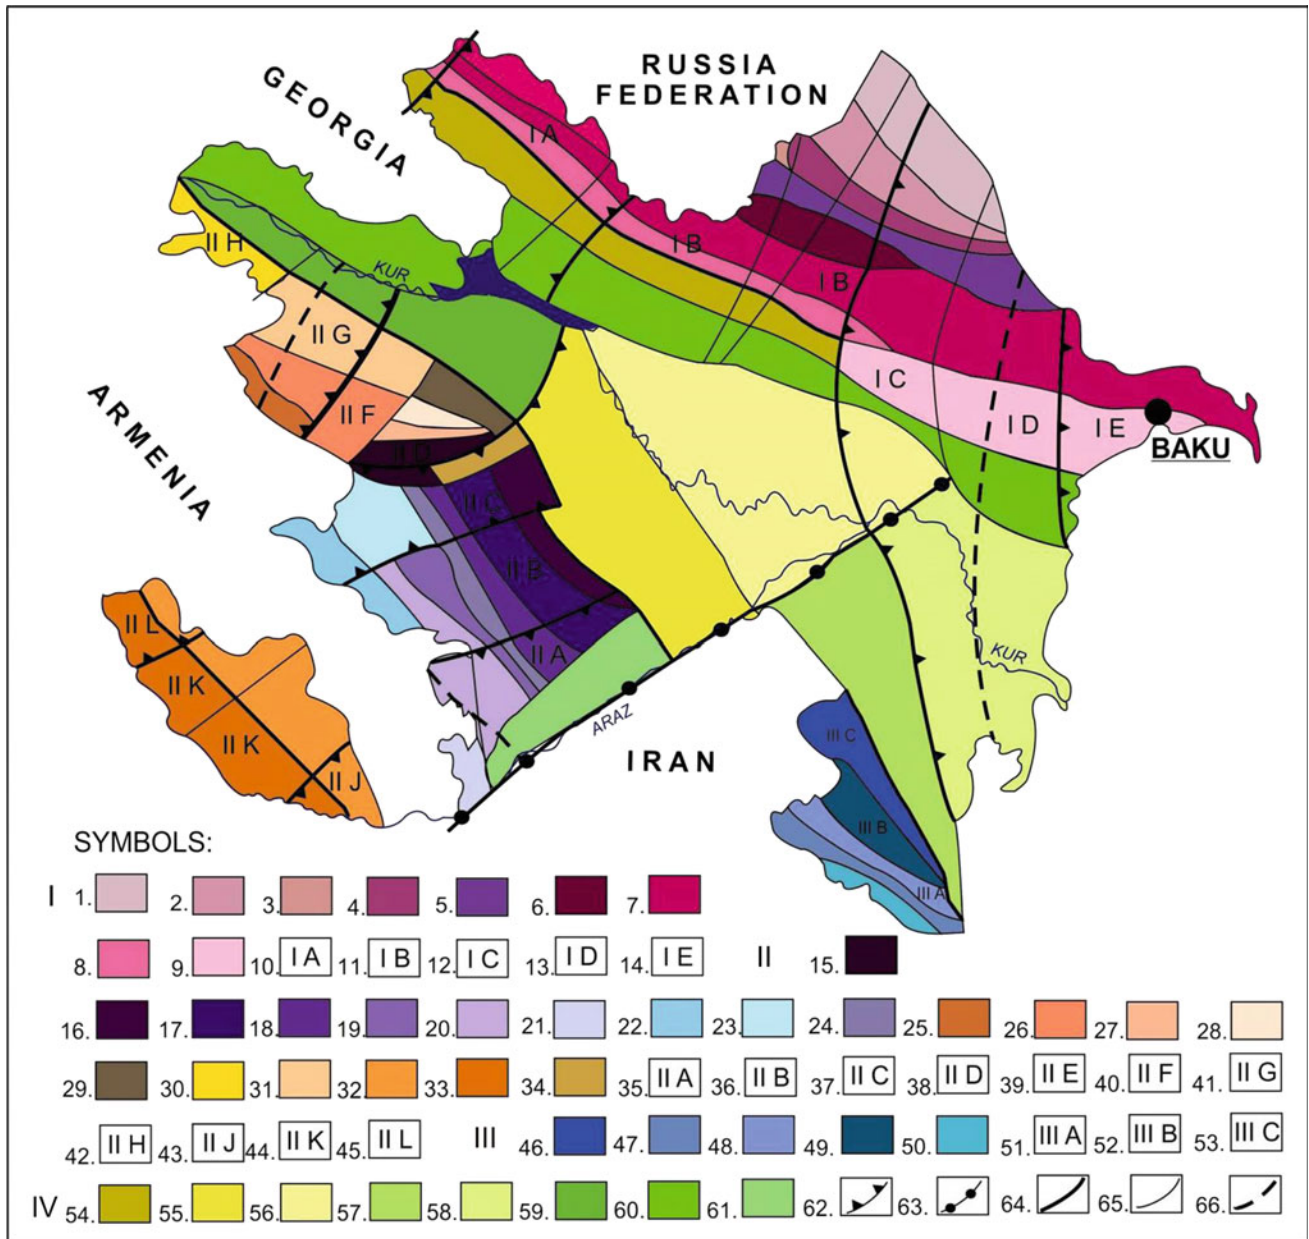 RUSSIA
FEDERATION
GEORGIA
I A
I B
II H
KUR
I B
II G
I C
ARMENIA
II F
I D
I E
BAKU
II D
II C
II B
II A
II L
KUR
II K
ARAZ
III C
II K
IRAN
II J
III B
III A
SYMBOLS:
I 1. 2. 3. 4. 5. 6. 7.
8. 9. 10. I A 11. I B 12. I C 13. I D 14. I E II 15.
16. 17. 18. 19. 20. 21. 22. 23. 24. 25. 26. 27. 28.
29. 30. 31. 32. 33. 34. 35. II A 36. II B 37. II C 38. II D 39. II E 40. II F 41. II G
42. II H 43. II J 44. II K 45. II L III 46. 47. 48. 49. 50. 51. III A 52. III B 53. III C
IV 54. 55. 56. 57. 58. 59. 60. 61. 62. 63. 64. 65. 66.